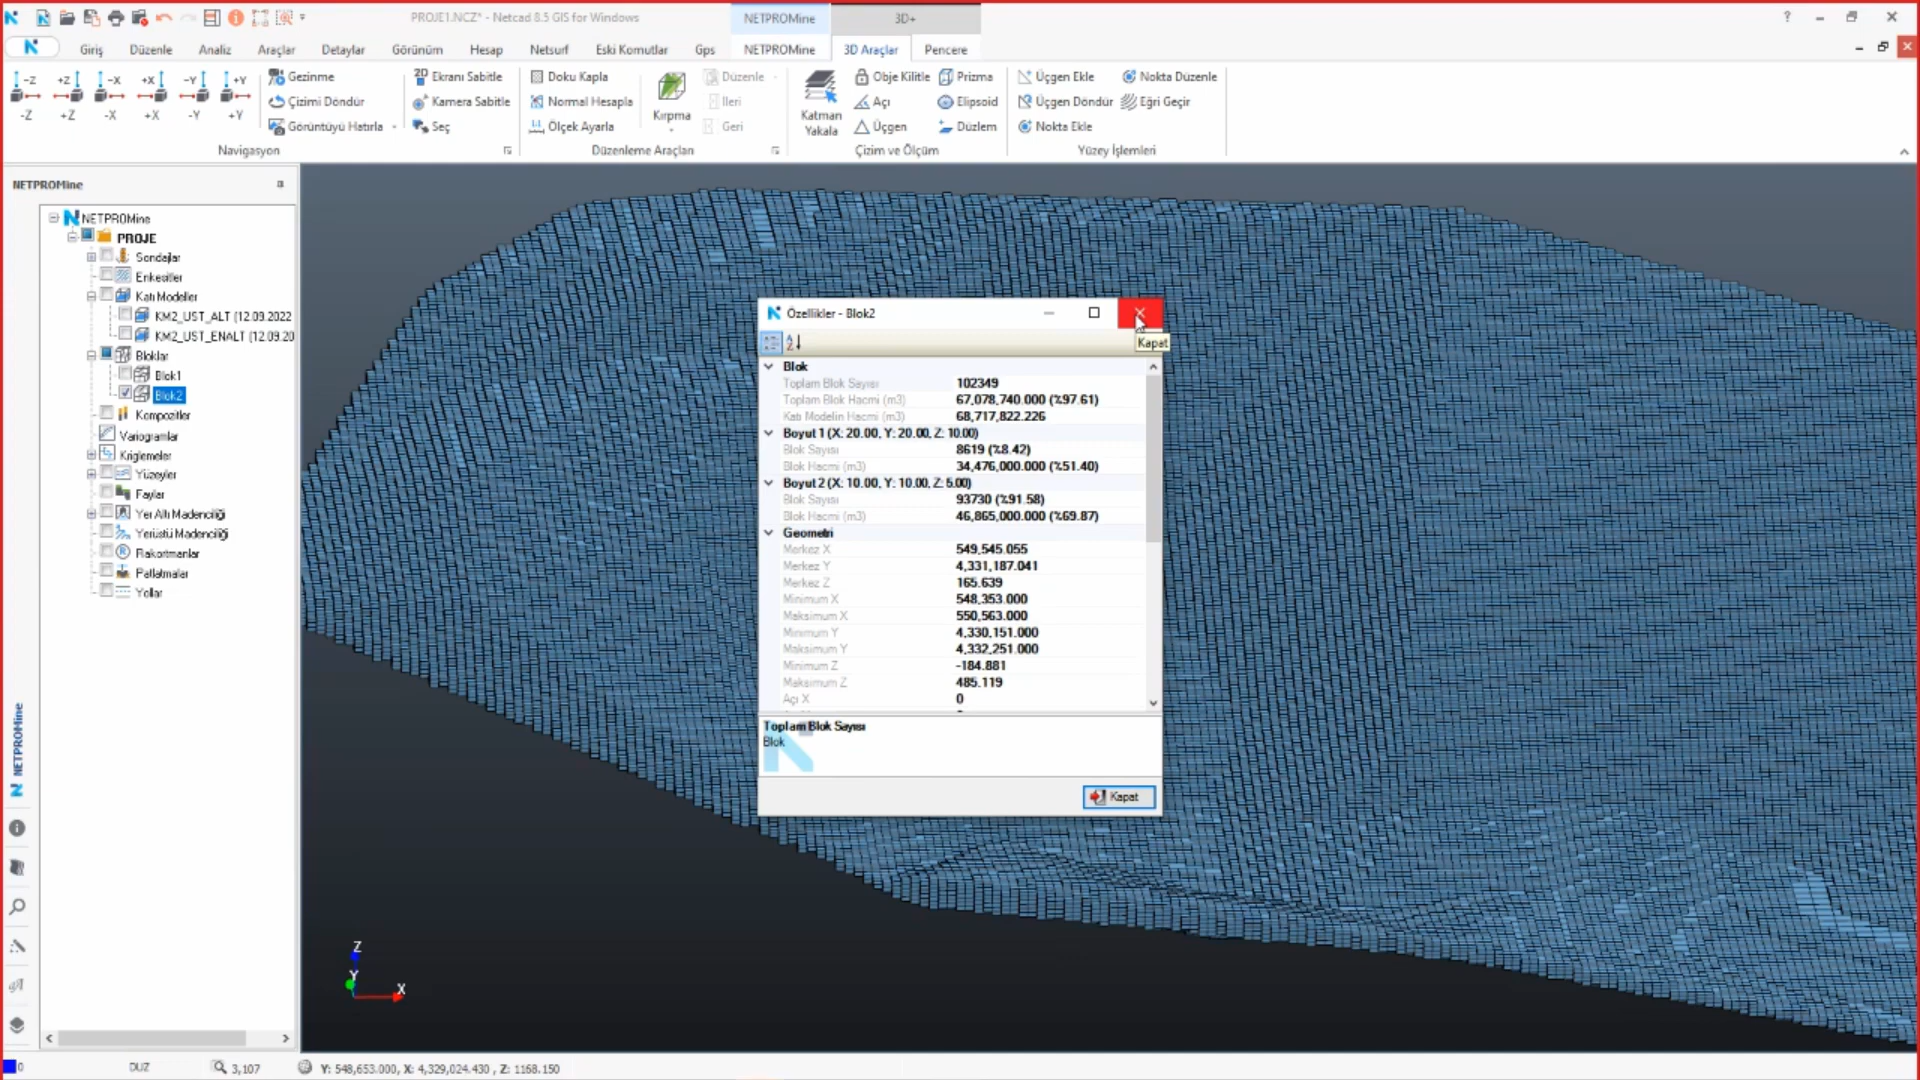 PROJE1.NCZ* - Netcad 8.5 GIS for Windows
NETPROMine
3D+
Giriş
Düzenle
Analiz
Araçlar
Detaylar
Görünüm
Hesap
Netsurf
Eski Komutlar
Gps
NETPROMine
3D Araçlar
Pencere
-Z
+Z
-X
+X
-Y
+Y
-Z
+Z
-X
+X
-Y
+Y
Gezinme
Çizimi Döndür
Görüntüyü Hatırla
2D Ekranı Sabitle
Kamera Sabitle
Seç
Navigasyon
Doku Kapla
Normal Hesapla
Ölçek Ayarla
Kırpma
Düzenle
İleri
Geri
Düzenleme Araçları
Katman
Yakala
Obje Kilitle
Açı
Üçgen
Prizma
Elipsoid
Düzlem
Çizim ve Ölçüm
Üçgen Ekle
Üçgen Döndür
Nokta Ekle
Nokta Düzenle
Eğri Geçir
Yüzey İşlemleri
NETPROMine
NETPROMine
PROJE
Sondajlar
Enkesitler
Katı Modeller
KM2_UST_ALT (12.09.2022
KM2_UST_ENALT (12.09.20
Bloklar
Blok1
Blok2
Kompozitler
Variogramlar
Kriglemeler
Yüzeyler
Faylar
Yer Altı Madenciliği
Yerüstü Madenciliği
Rakortmanlar
Patlatmalar
Yollar
NETPROMine
Özellikler - Blok2
Kapat
Blok
Toplam Blok Sayısı 102349
Toplam Blok Hacmi (m3) 67,078,740.000 (%97.61)
Katı Modelin Hacmi (m3) 68,717,822.226
Boyut 1 (X: 20.00, Y: 20.00, Z: 10.00)
Blok Sayısı 8619 (%8.42)
Blok Hacmi (m3) 34,476,000.000 (%51.40)
Boyut 2 (X: 10.00, Y: 10.00, Z: 5.00)
Blok Sayısı 93730 (%91.58)
Blok Hacmi (m3) 46,865,000.000 (%69.87)
Geometri
Merkez X 549,545.055
Merkez Y 4,331,187.041
Merkez Z 165.639
Minimum X 548,353.000
Maksimum X 550,563.000
Minimum Y 4,330,151.000
Maksimum Y 4,332,251.000
Minimum Z -184.881
Maksimum Z 485.119
Açı X 0
Toplam Blok Sayısı
Blok
Kapat
Z
Y
X
0
DUZ
3,107
Y: 548,653.000, X: 4,329,024.430 , Z: 1168.150